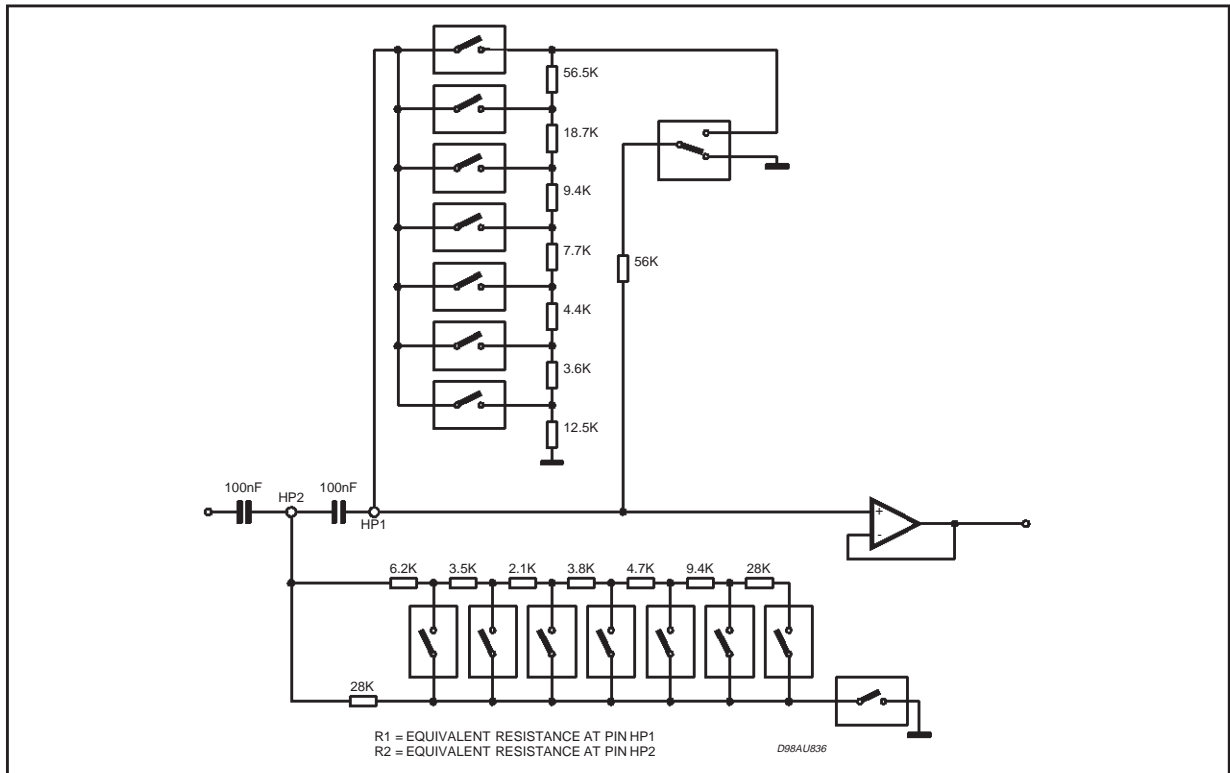 56.5K
18.7K
9.4K
7.7K
56K
4.4K
3.6K
12.5K
100nF
HP2
100nF
HP1
+
-
6.2K
3.5K
2.1K
3.8K
4.7K
9.4K
28K
28K
R1 = EQUIVALENT RESISTANCE AT PIN HP1
R2 = EQUIVALENT RESISTANCE AT PIN HP2
D98AU836